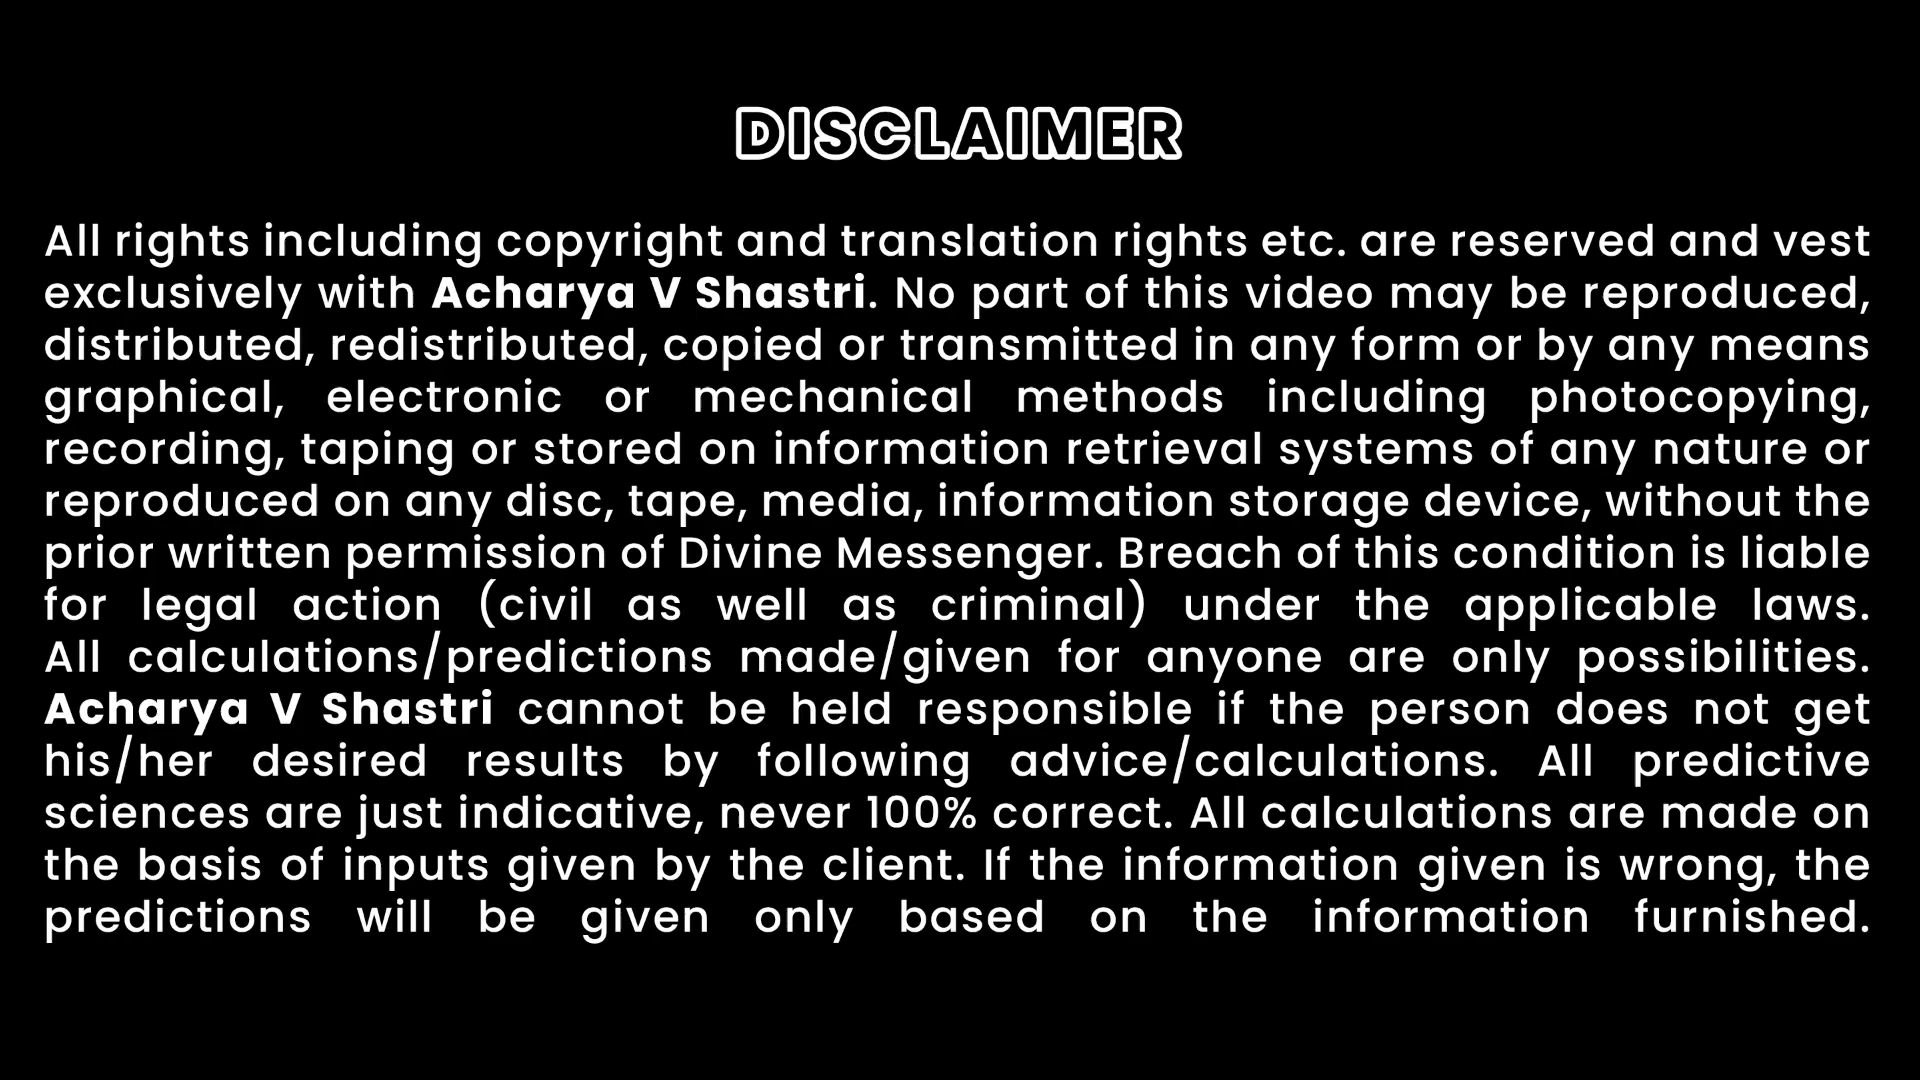 DISCLAIMER
All rights including copyright and translation rights etc. are reserved and vest
exclusively with Acharya V Shastri. No part of this video may be reproduced,
distributed, redistributed, copied or transmitted in any form or by any means
graphical, electronic or mechanical methods including photocopying,
recording, taping or stored on information retrieval systems of any nature or
reproduced on any disc, tape, media, information storage device, without the
prior written permission of Divine Messenger. Breach of this condition is liable
for legal action (civil as well as criminal) under the applicable laws.
All calculations/predictions made/given for anyone are only possibilities.
Acharya V Shastri cannot be held responsible if the person does not get
his/her desired results by following advice/calculations. All predictive
sciences are just indicative, never 100% correct. All calculations are made on
the basis of inputs given by the client. If the information given is wrong, the
predictions will be given only based on the information furnished.